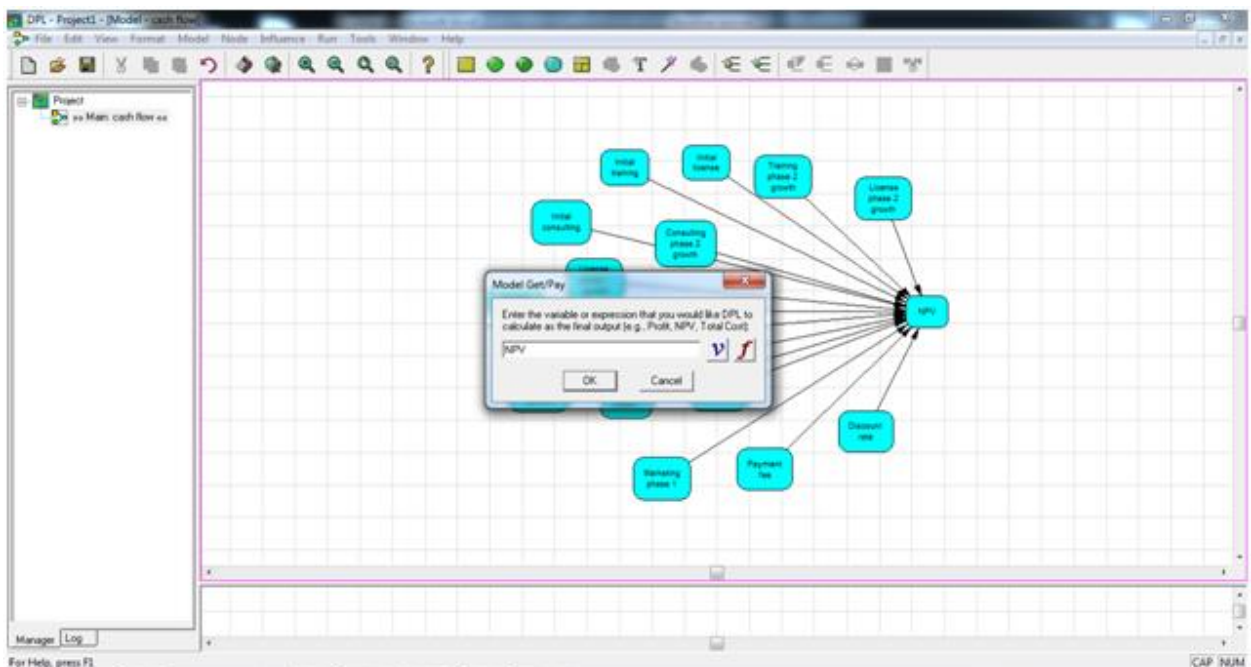 DPL - Project1 - [Model - cash flow]
File Edit View Format Model Node Influence Run Tools Window Help
Project
»» Main: cash flow ««
Initial
training
Initial
license
Training
phase 2
growth
License
phase 2
growth
Initial
consulting
Consulting
phase 2
growth
License
NPV
Model Get/Pay
Enter the variable or expression that you would like DPL to
calculate as the final output (e.g., Profit, NPV, Total Cost):
NPV
OK Cancel
Discount
rate
Payment
fee
Marketing
phase 1
Manager Log
For Help, press F1
CAP NUM